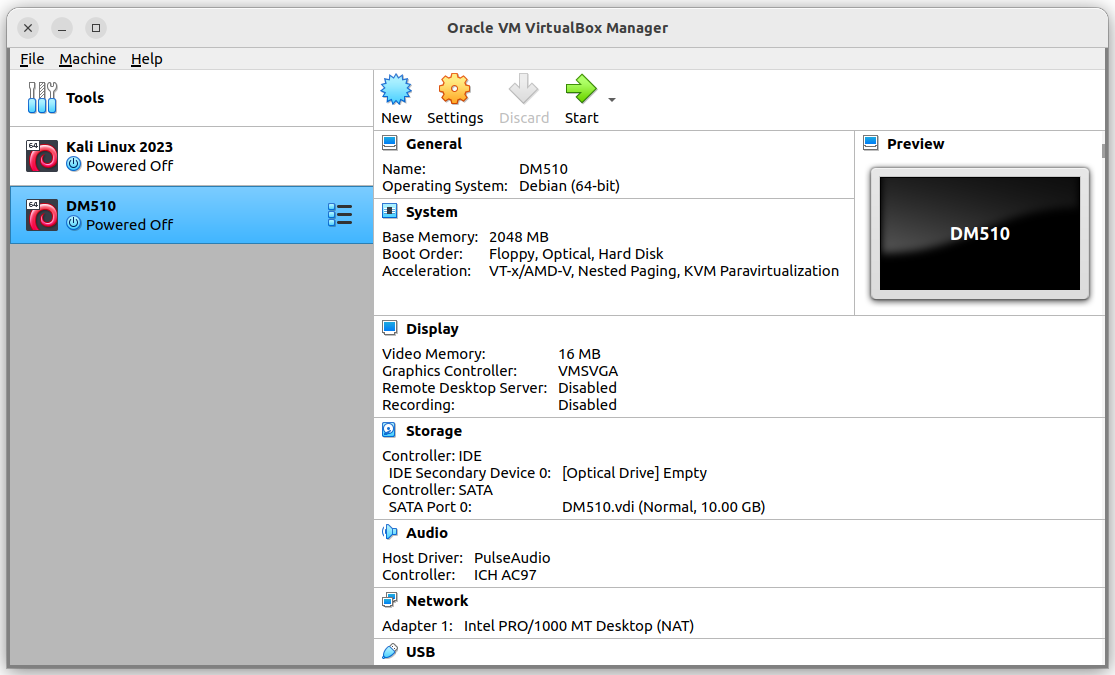 Oracle VM VirtualBox Manager
File Machine Help
Tools
64
Kali Linux 2023
Powered Off
64
DM510
Powered Off
New Settings Discard Start
General
Name: DM510
Operating System: Debian (64-bit)
System
Base Memory: 2048 MB
Boot Order: Floppy, Optical, Hard Disk
Acceleration: VT-x/AMD-V, Nested Paging, KVM Paravirtualization
Preview
DM510
Display
Video Memory: 16 MB
Graphics Controller: VMSVGA
Remote Desktop Server: Disabled
Recording: Disabled
Storage
Controller: IDE
IDE Secondary Device 0: [Optical Drive] Empty
Controller: SATA
SATA Port 0: DM510.vdi (Normal, 10.00 GB)
Audio
Host Driver: PulseAudio
Controller: ICH AC97
Network
Adapter 1: Intel PRO/1000 MT Desktop (NAT)
USB